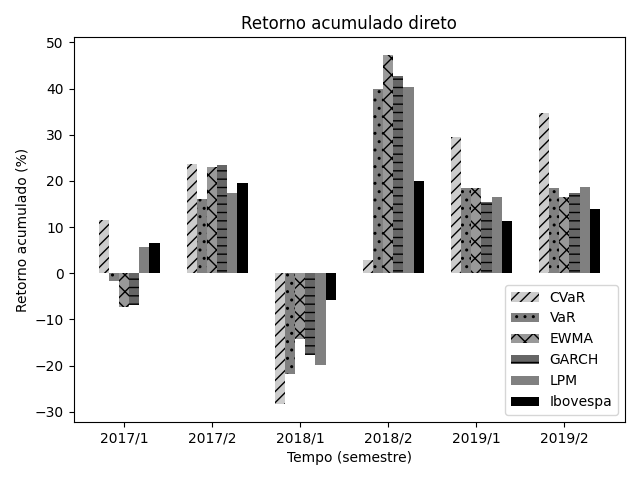 Retorno acumulado direto
Retorno acumulado (%)
50
40
30
20
10
0
−10
−20
−30
2017/1 2017/2 2018/1 2018/2 2019/1 2019/2
Tempo (semestre)
CVaR
VaR
EWMA
GARCH
LPM
Ibovespa